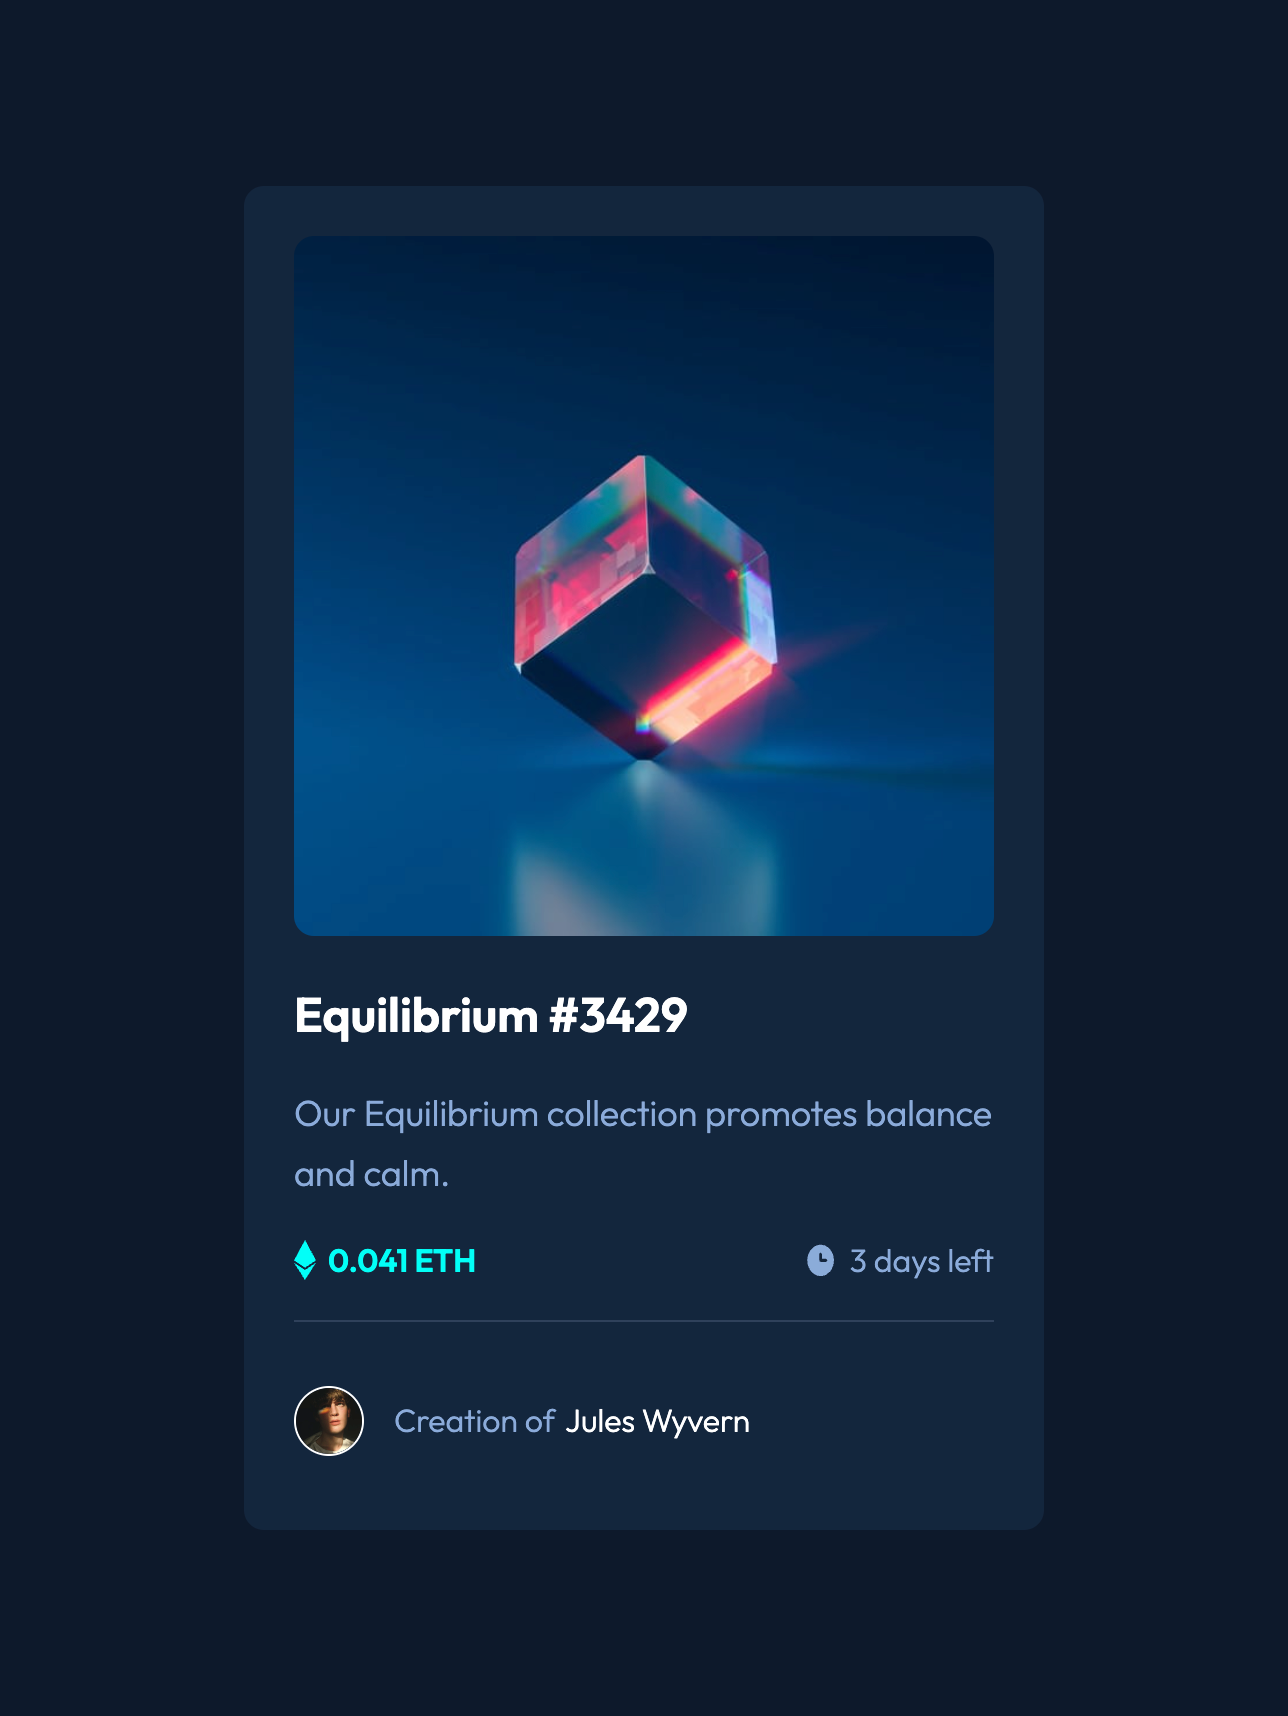 Equilibrium #3429
Our Equilibrium collection promotes balance
and calm.
0.041 ETH
3 days left
Creation of Jules Wyvern